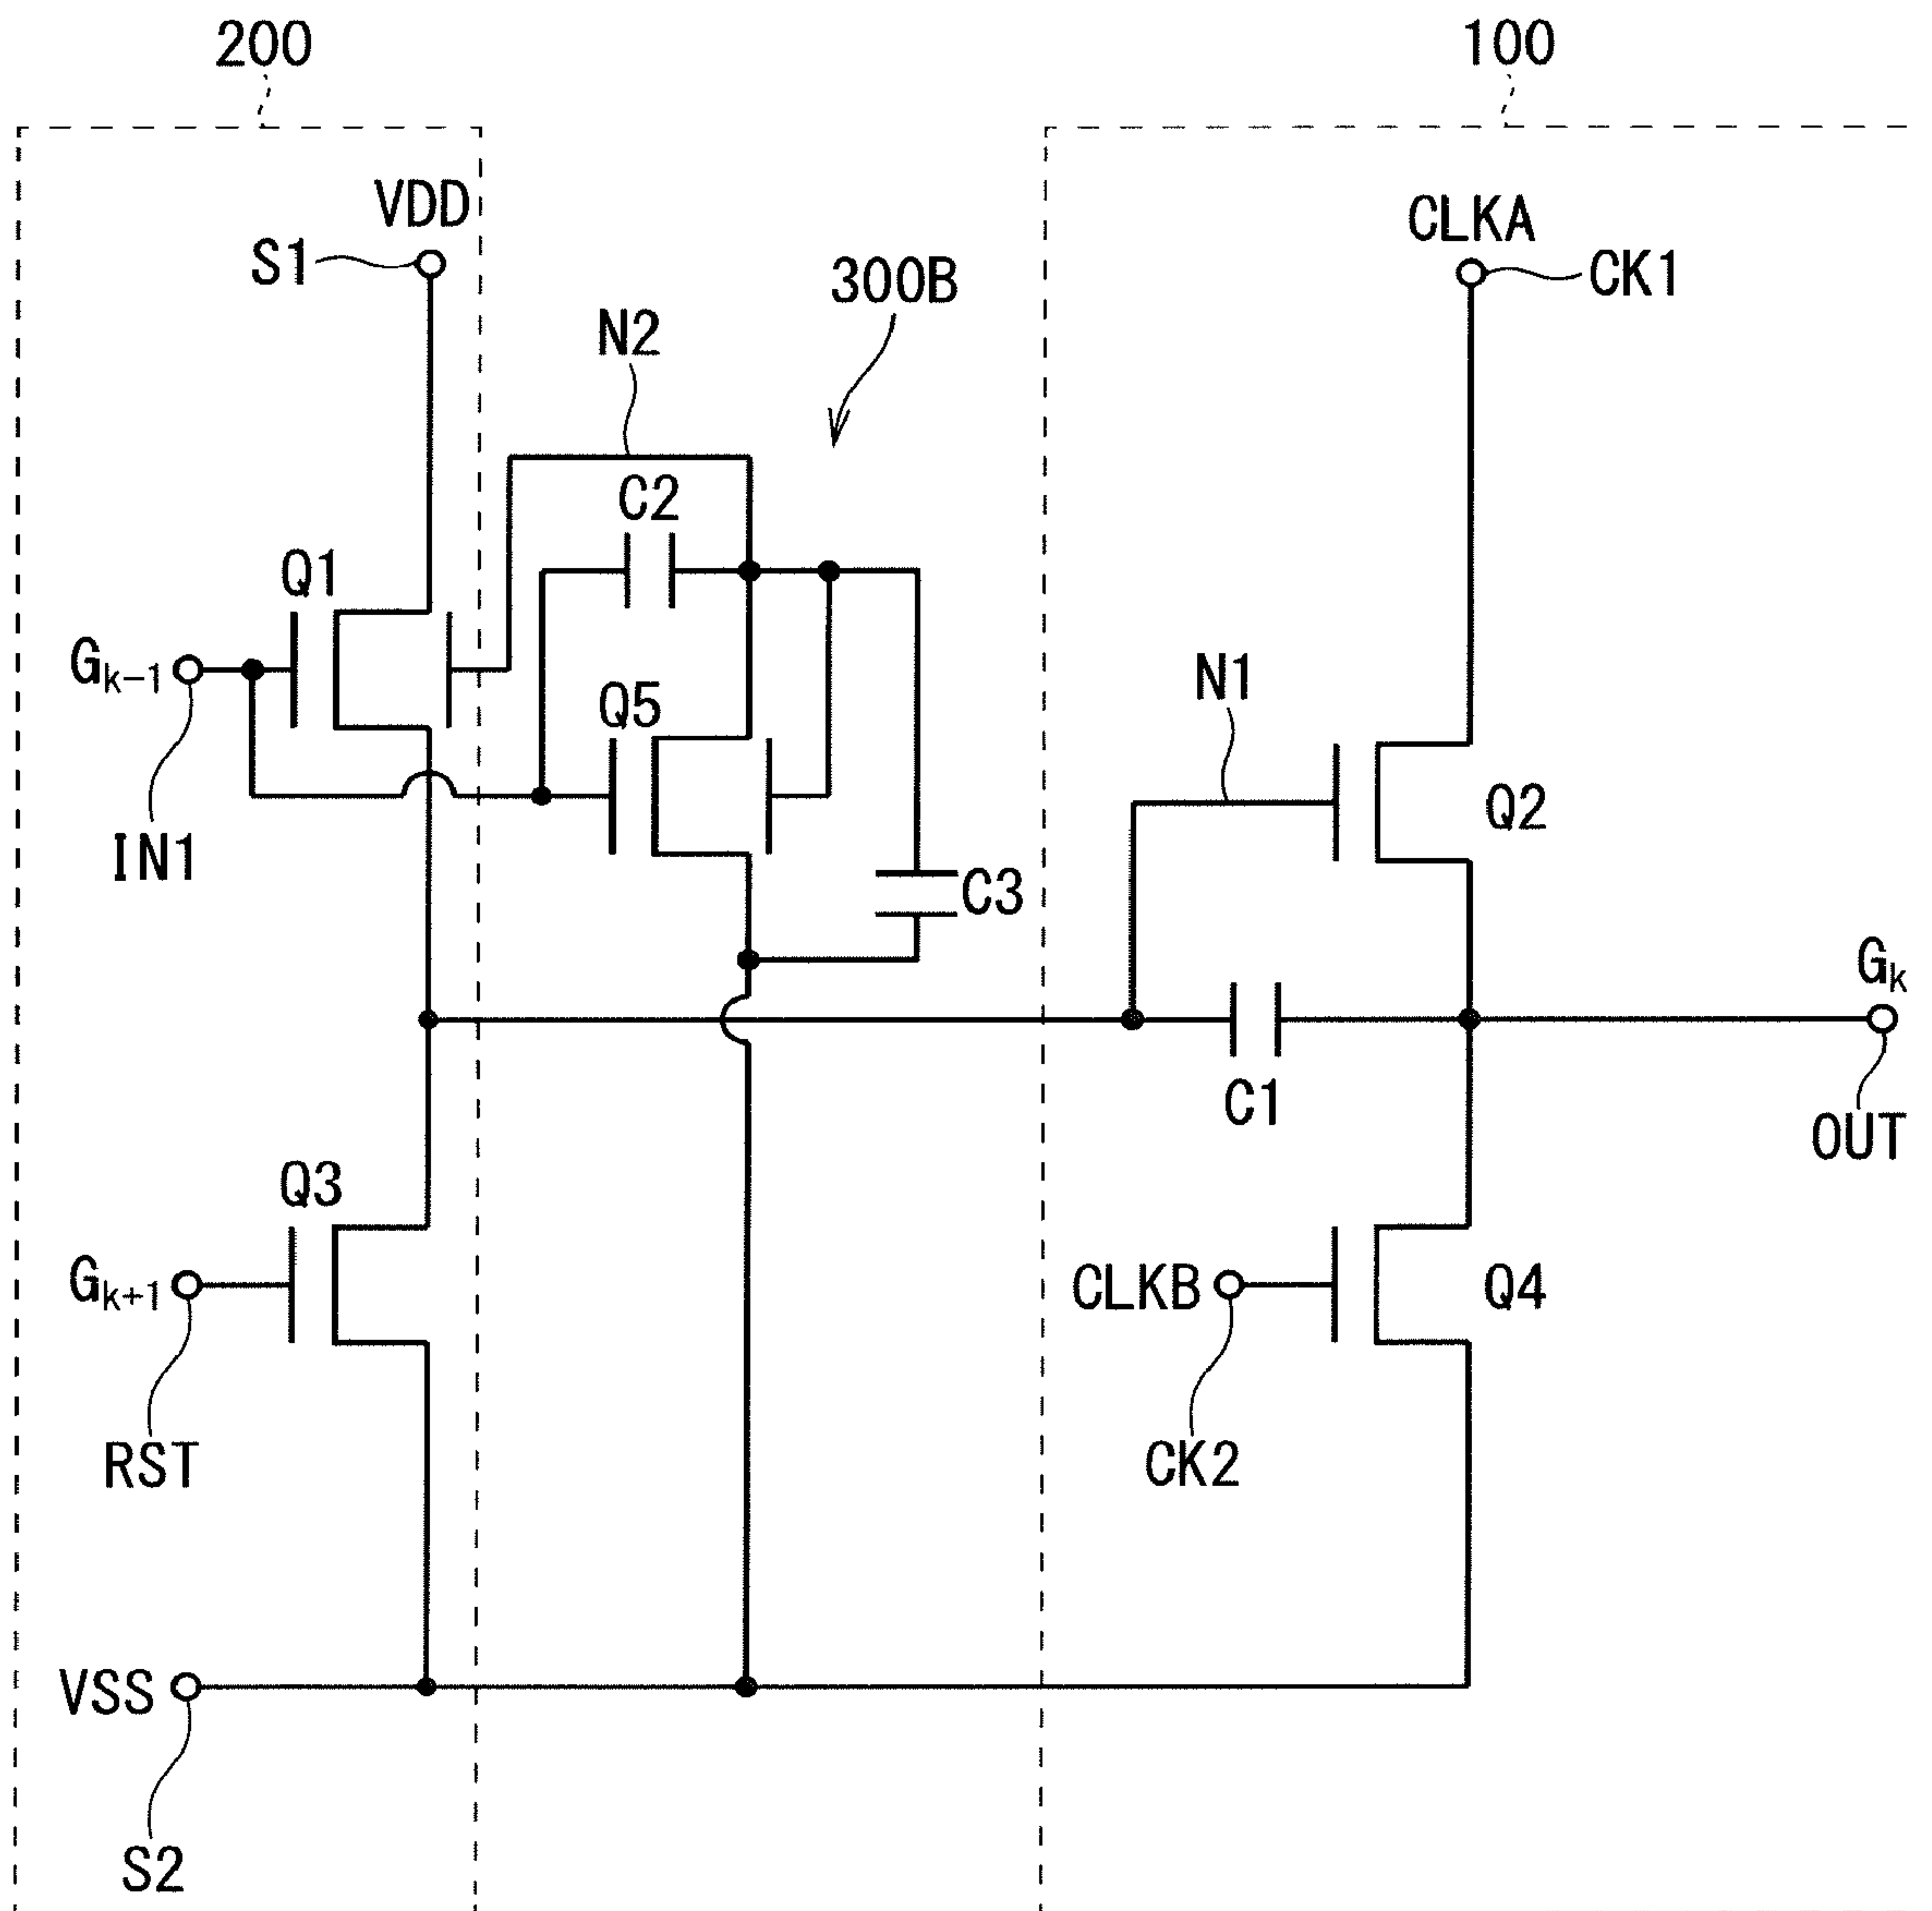 200
100
VDD
S1
CLKA
CK1
300B
N2
C2
Q1
Gk-1
N1
Q5
Q2
IN1
C3
Gk
C1
OUT
Q3
Gk+1
CLKB
Q4
RST
CK2
VSS
S2